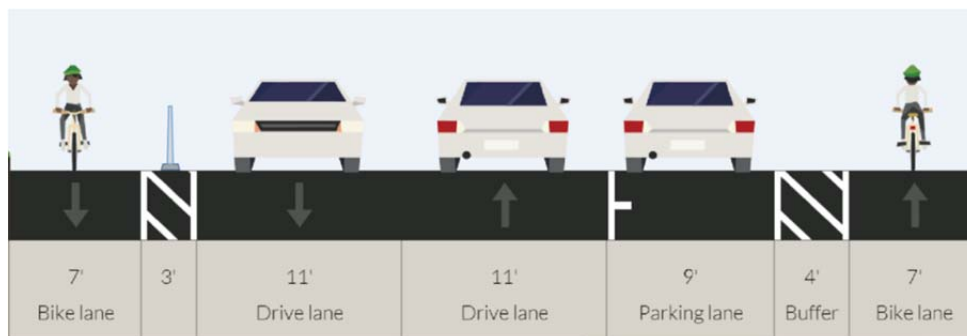 7' 3' 11' 11' 9' 4' 7'
Bike lane Drive lane Drive lane Parking lane Buffer Bike lane